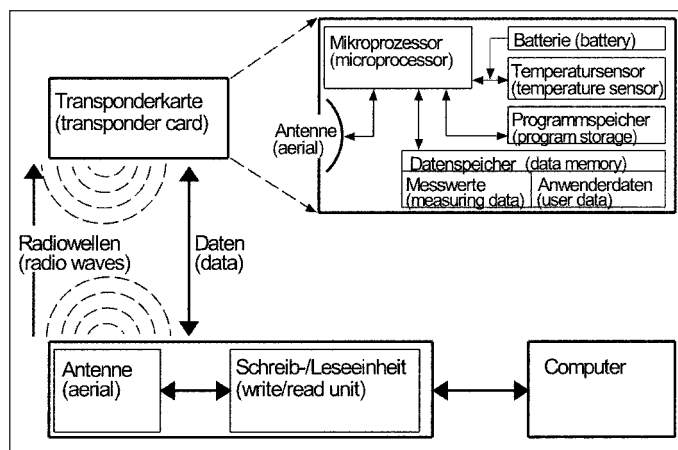 Transponderkarte
(transponder card)
Mikroprozessor
(microprocessor)
Batterie (battery)
Temperatursensor
(temperature sensor)
Antenne
(aerial)
Programmspeicher
(program storage)
Datenspeicher (data memory)
Messwerte
(measuring data)
Anwenderdaten
(user data)
Radiowellen
(radio waves)
Daten
(data)
Antenne
(aerial)
Schreib-/Leseeinheit
(write/read unit)
Computer